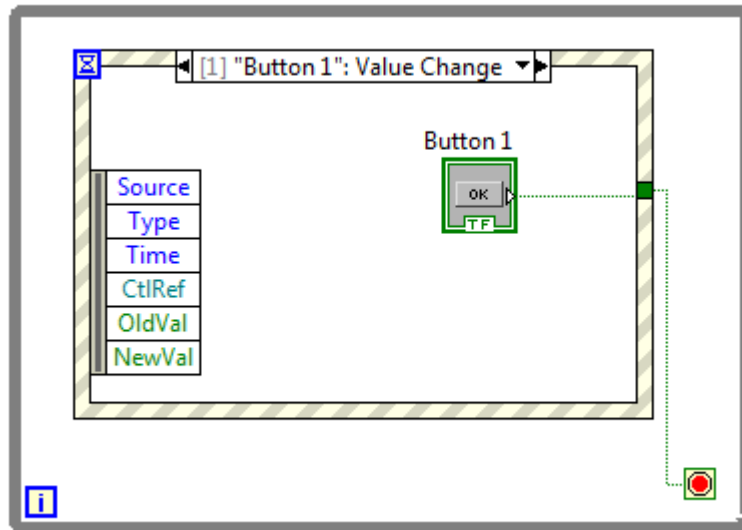 [1] "Button 1": Value Change
Button 1
OK
TF
Source
Type
Time
CtlRef
OldVal
NewVal
i